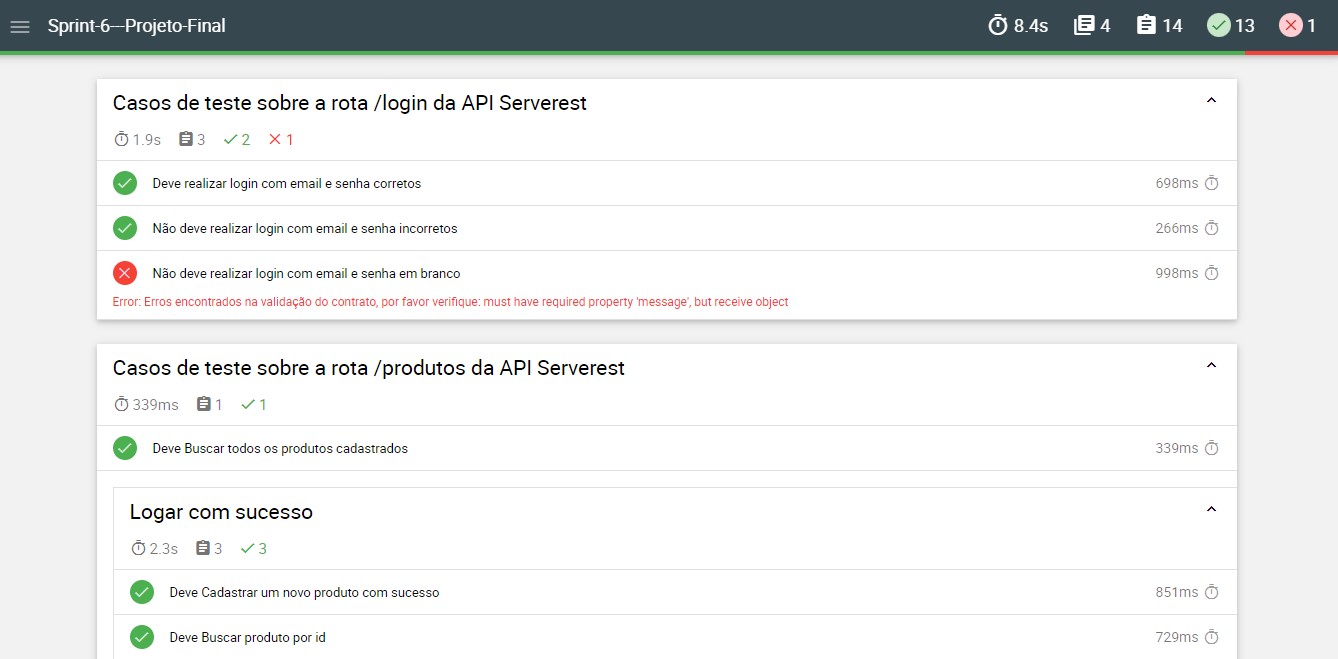 Sprint-6---Projeto-Final 8.4s 4 14 13 1
Casos de teste sobre a rota /login da API Serverest
1.9s 3 2 1
Deve realizar login com email e senha corretos 698ms
Não deve realizar login com email e senha incorretos 266ms
Não deve realizar login com email e senha em branco 998ms
Error: Erros encontrados na validação do contrato, por favor verifique: must have required property 'message', but receive object
Casos de teste sobre a rota /produtos da API Serverest
339ms 1 1
Deve Buscar todos os produtos cadastrados 339ms
Logar com sucesso
2.3s 3 3
Deve Cadastrar um novo produto com sucesso 851ms
Deve Buscar produto por id 729ms